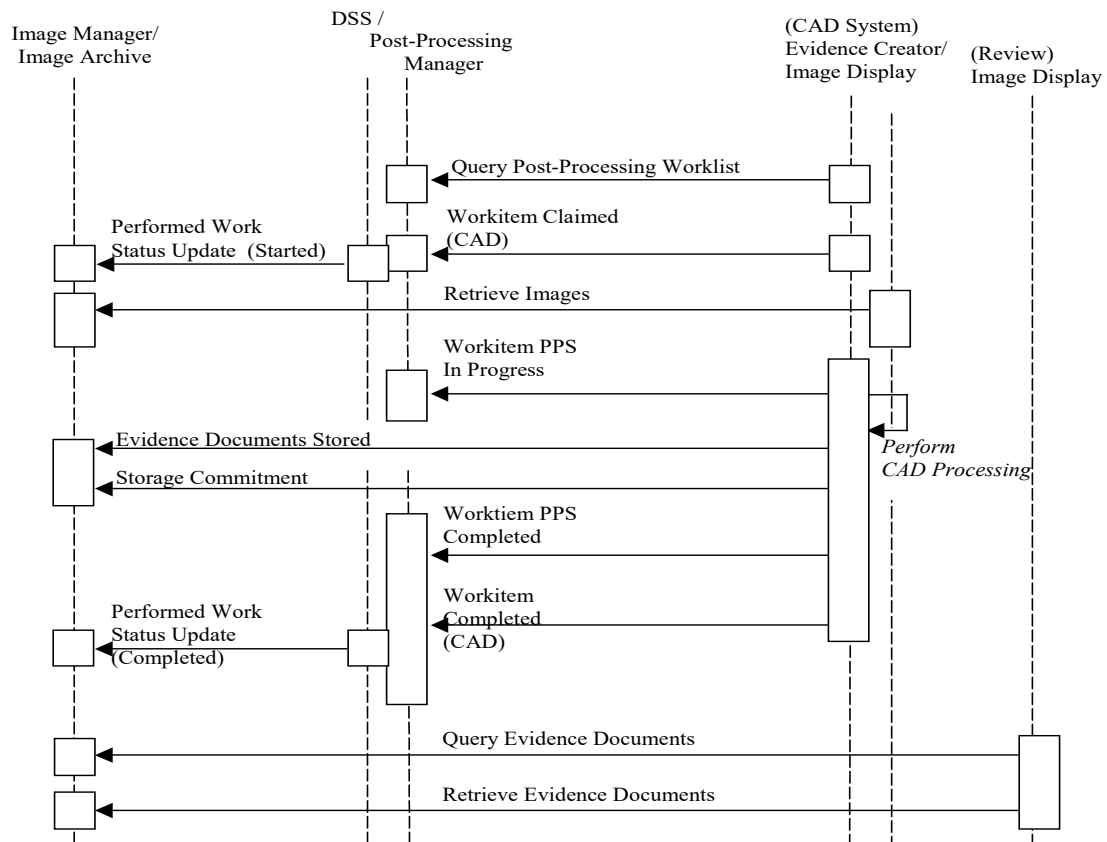 Image Manager/
Image Archive
DSS /
Post-Processing
Manager
(CAD System)
Evidence Creator/
Image Display
(Review)
Image Display
Query Post-Processing Worklist
Workitem Claimed
(CAD)
Performed Work
Status Update (Started)
Retrieve Images
Workitem PPS
In Progress
Evidence Documents Stored
Perform
CAD Processing
Storage Commitment
Worktiem PPS
Completed
Workitem
Completed
(CAD)
Performed Work
Status Update
(Completed)
Query Evidence Documents
Retrieve Evidence Documents